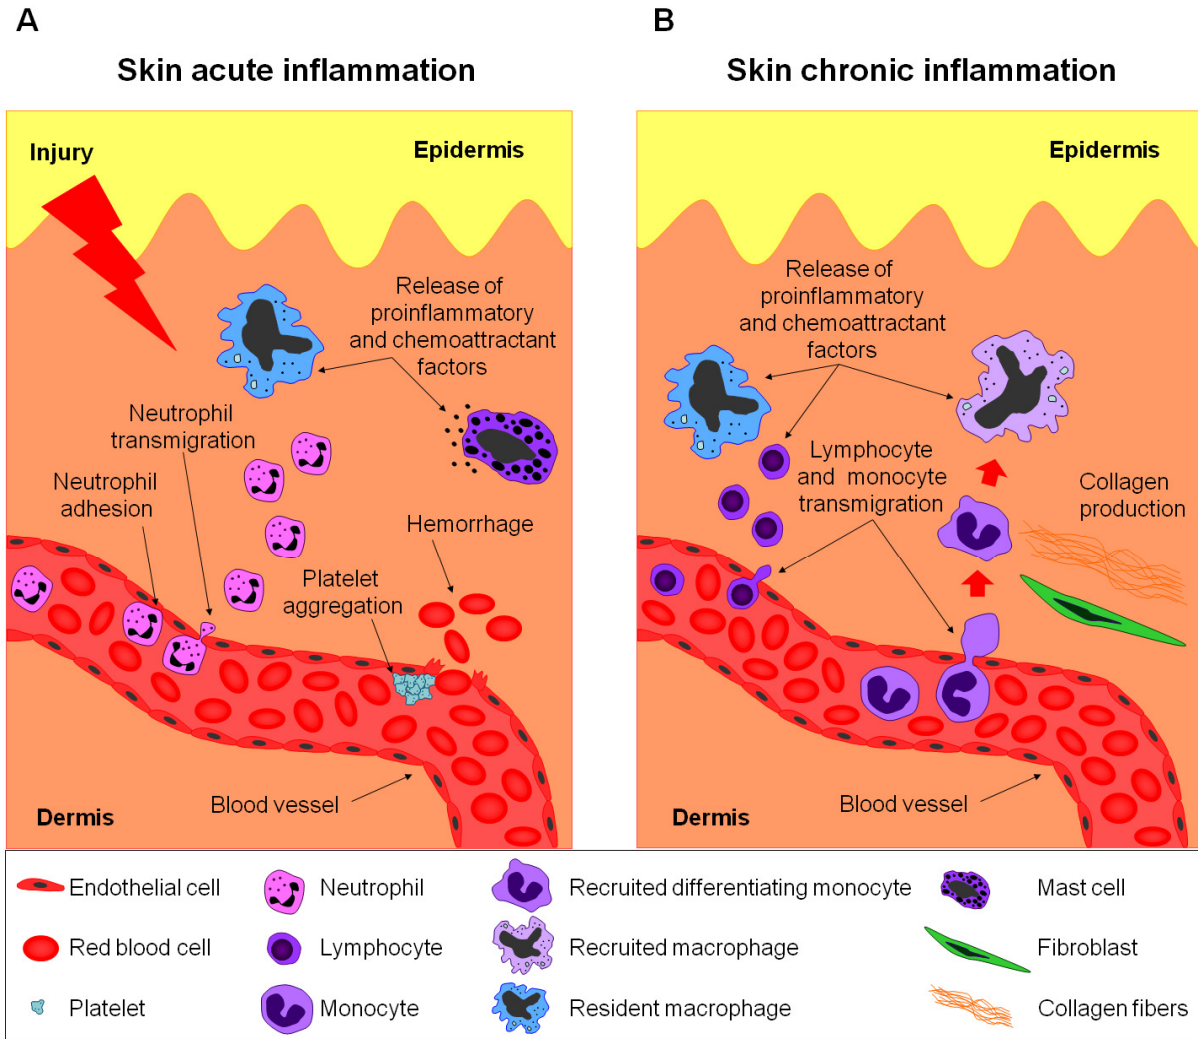 A
Skin acute inflammation
Injury
Epidermis
Release of
proinflammatory
and chemoattractant
factors
Neutrophil
transmigration
Neutrophil
adhesion
Hemorrhage
Platelet
aggregation
Blood vessel
Dermis
B
Skin chronic inflammation
Epidermis
Release of
proinflammatory
and chemoattractant
factors
Lymphocyte
and monocyte
transmigration
Collagen
production
Blood vessel
Dermis
Endothelial cell
Neutrophil
Recruited differentiating monocyte
Mast cell
Red blood cell
Lymphocyte
Recruited macrophage
Fibroblast
Platelet
Monocyte
Resident macrophage
Collagen fibers